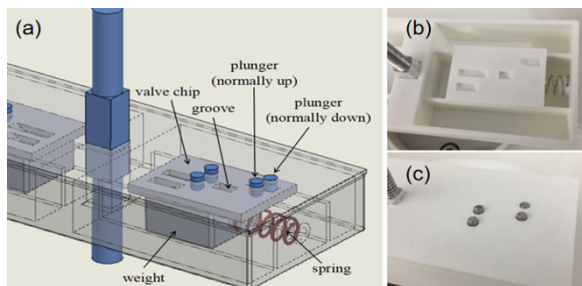 (a)
plunger
(normally up)
valve chip
groove
plunger
(normally down)
weight
spring
(b)
(c)